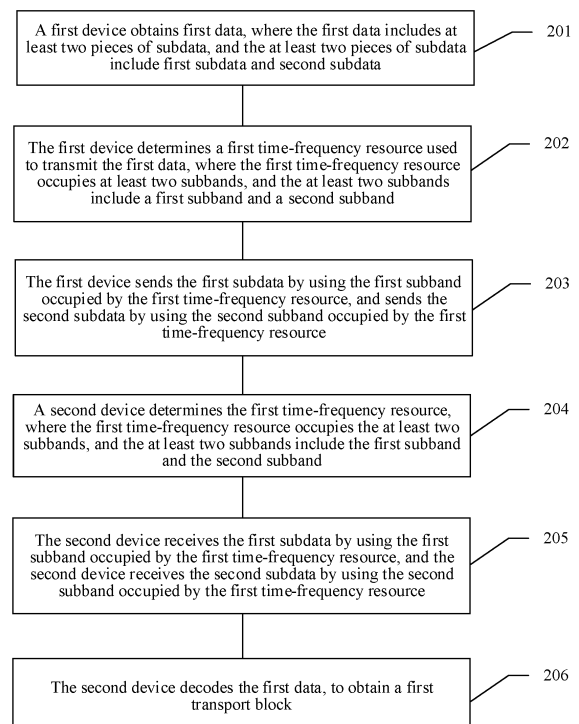 A first device obtains first data, where the first data includes at
least two pieces of subdata, and the at least two pieces of subdata
include first subdata and second subdata
201
The first device determines a first time-frequency resource used
to transmit the first data, where the first time-frequency resource
occupies at least two subbands, and the at least two subbands
include a first subband and a second subband
202
The first device sends the first subdata by using the first subband
occupied by the first time-frequency resource, and sends the
second subdata by using the second subband occupied by the first
time-frequency resource
203
A second device determines the first time-frequency resource,
where the first time-frequency resource occupies the at least two
subbands, and the at least two subbands include the first subband
and the second subband
204
The second device receives the first subdata by using the first
subband occupied by the first time-frequency resource, and the
second device receives the second subdata by using the second
subband occupied by the first time-frequency resource
205
The second device decodes the first data, to obtain a first
transport block
206